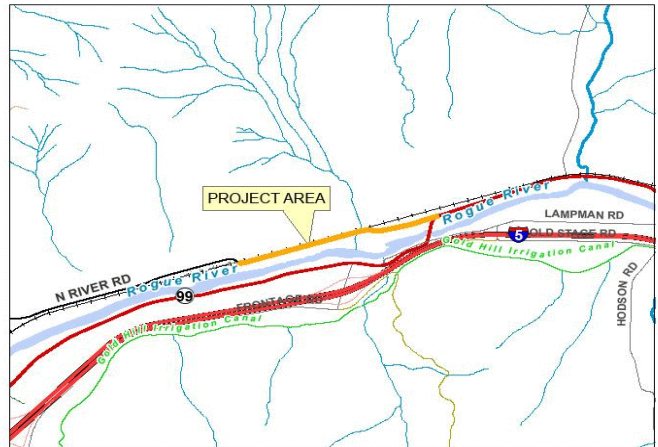 PROJECT AREA
Rogue River
LAMPMAN RD
5
OLD STAGE RD
Gold Hill Irrigation Canal
N RIVER RD
Rogue River
99
FRONTAGE RD
HODSON RD
Gold Hill Irrigation Canal